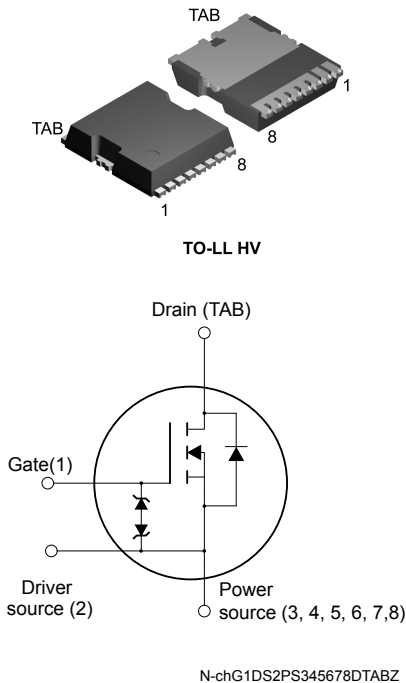 TAB
1
8
TAB
8
1
TO-LL HV
Drain (TAB)
Gate(1)
Driver
source (2)
Power
source (3, 4, 5, 6, 7,8)
N-chG1DS2PS345678DTABZ